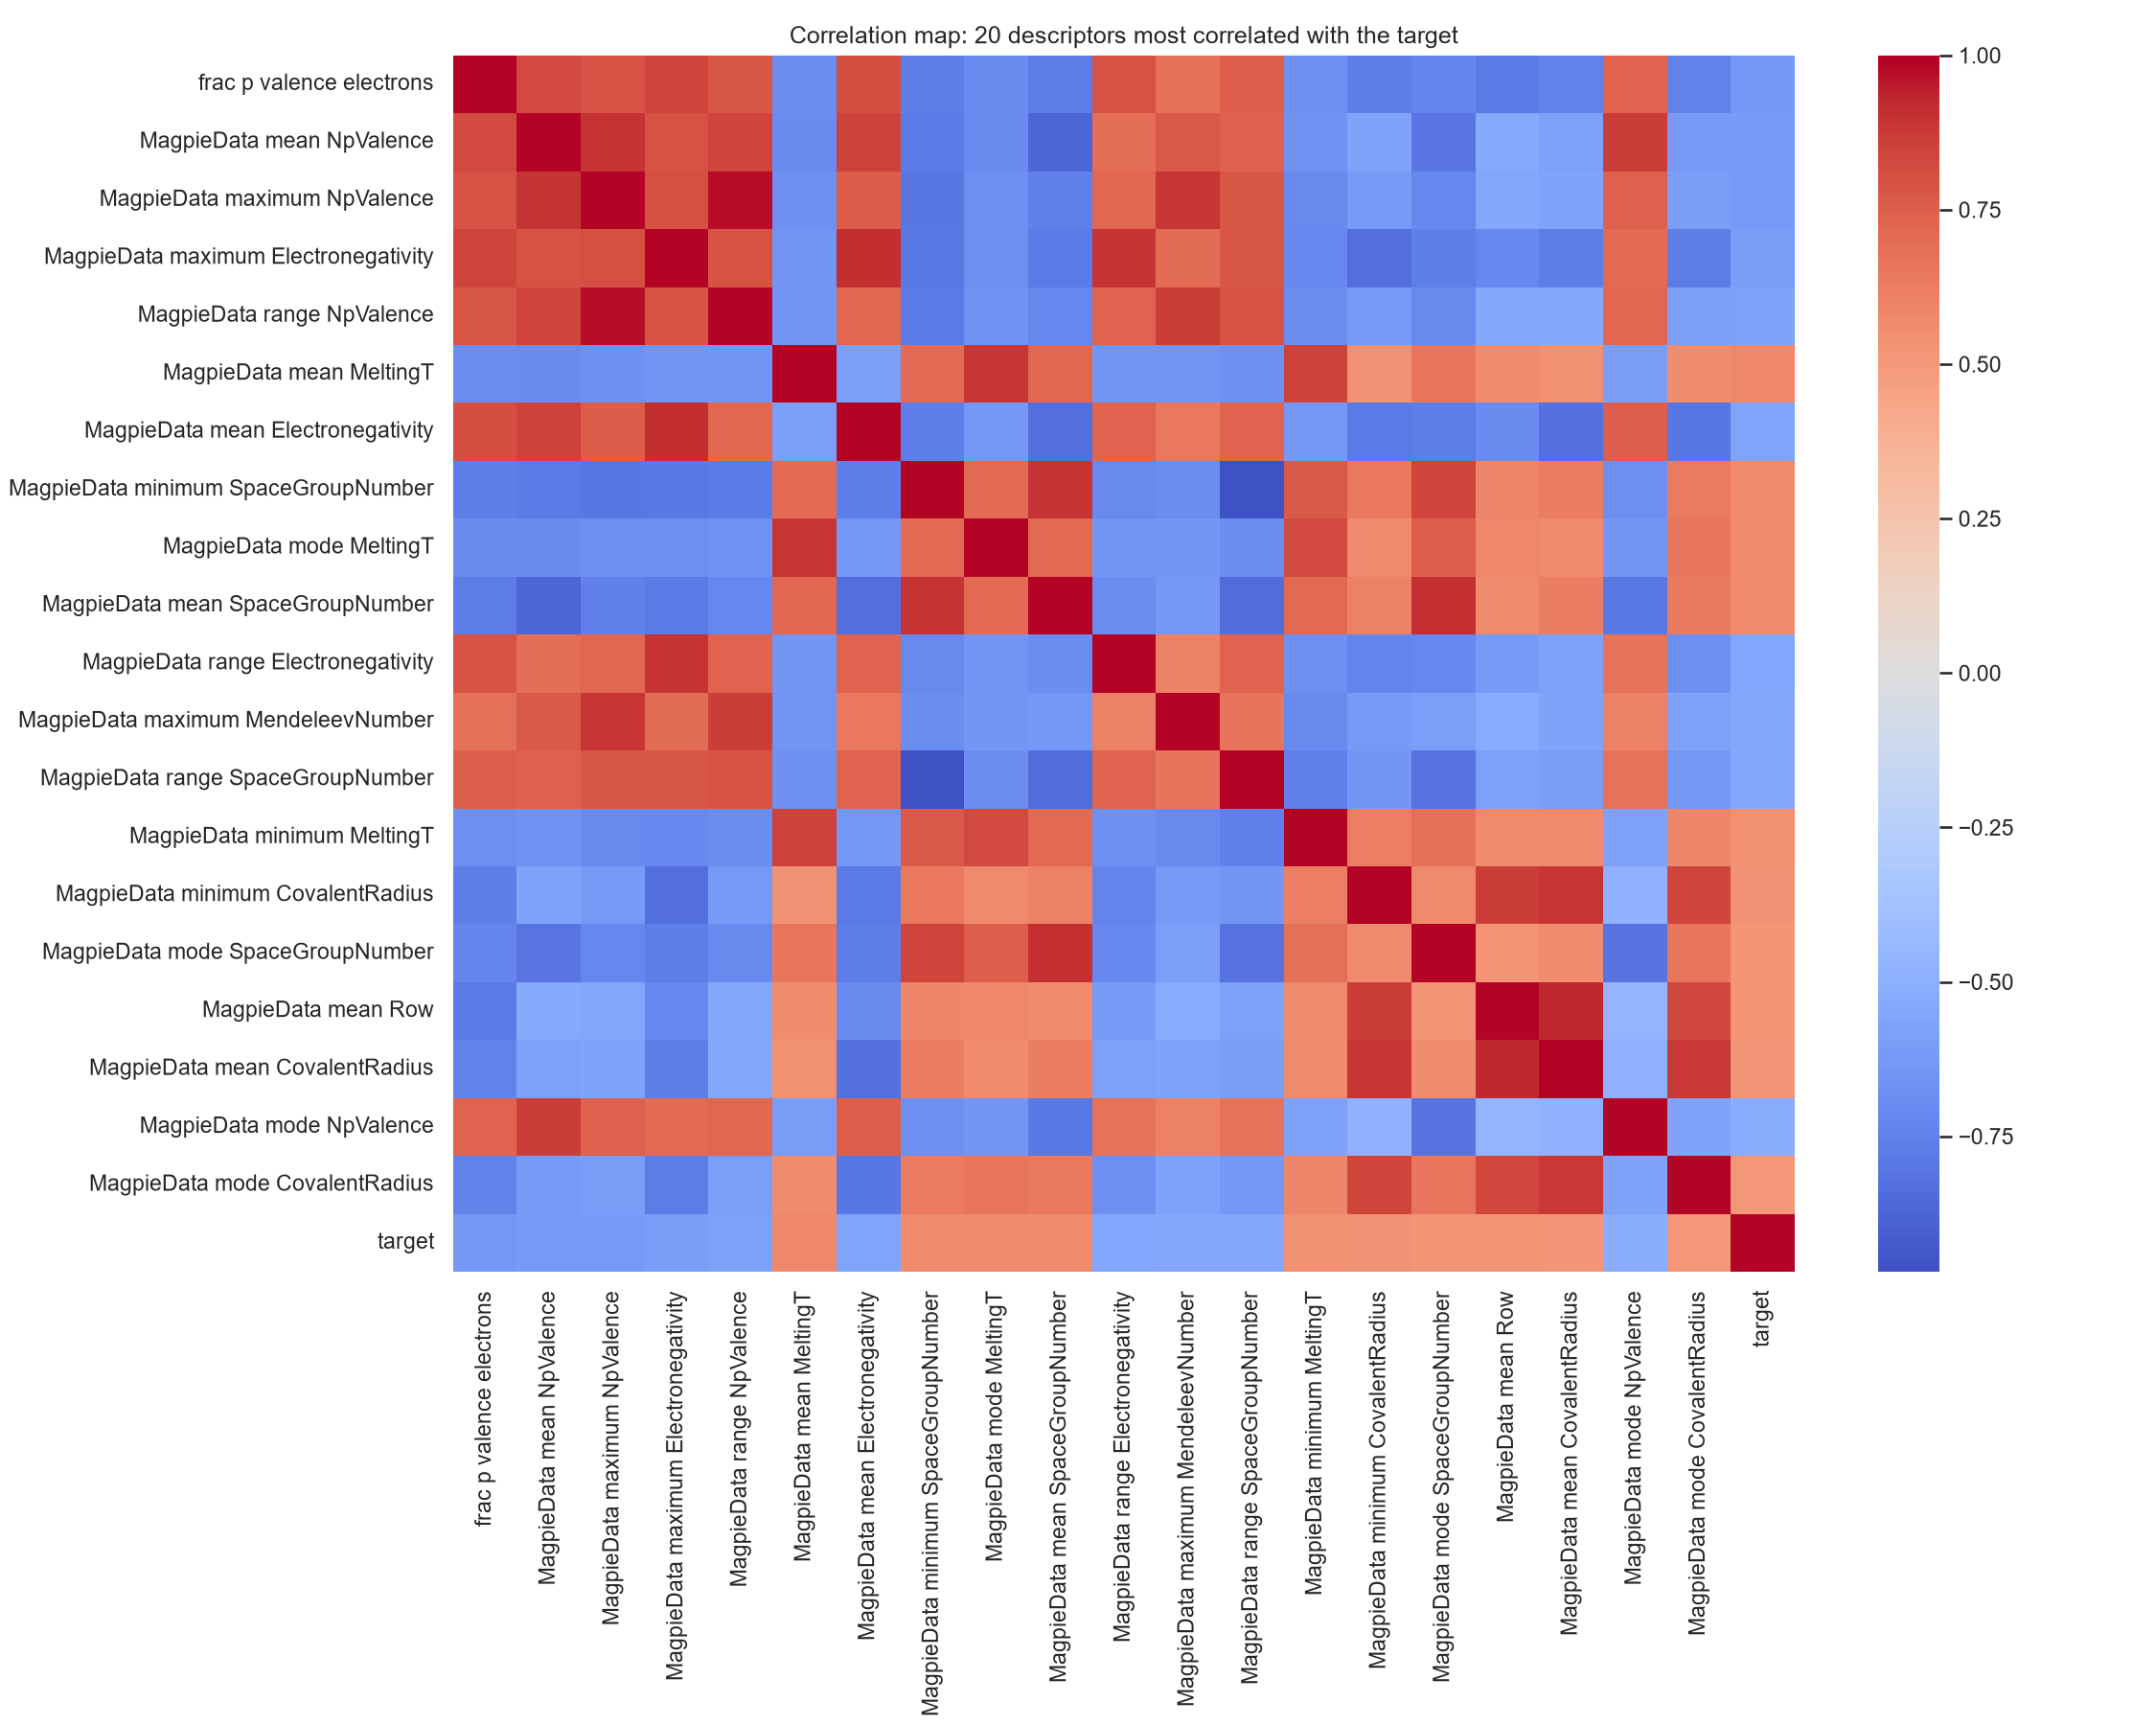 Correlation map: 20 descriptors most correlated with the target
frac p valence electrons
MagpieData mean NpValence
MagpieData maximum NpValence
MagpieData maximum Electronegativity
MagpieData range NpValence
MagpieData mean MeltingT
MagpieData mean Electronegativity
MagpieData minimum SpaceGroupNumber
MagpieData mode MeltingT
MagpieData mean SpaceGroupNumber
MagpieData range Electronegativity
MagpieData maximum MendeleevNumber
MagpieData range SpaceGroupNumber
MagpieData minimum MeltingT
MagpieData minimum CovalentRadius
MagpieData mode SpaceGroupNumber
MagpieData mean Row
MagpieData mean CovalentRadius
MagpieData mode NpValence
MagpieData mode CovalentRadius
target
frac p valence electrons
MagpieData mean NpValence
MagpieData maximum NpValence
MagpieData maximum Electronegativity
MagpieData range NpValence
MagpieData mean MeltingT
MagpieData mean Electronegativity
MagpieData minimum SpaceGroupNumber
MagpieData mode MeltingT
MagpieData mean SpaceGroupNumber
MagpieData range Electronegativity
MagpieData maximum MendeleevNumber
MagpieData range SpaceGroupNumber
MagpieData minimum MeltingT
MagpieData minimum CovalentRadius
MagpieData mode SpaceGroupNumber
MagpieData mean Row
MagpieData mean CovalentRadius
MagpieData mode NpValence
MagpieData mode CovalentRadius
target
1.00
0.75
0.50
0.25
0.00
−0.25
−0.50
−0.75